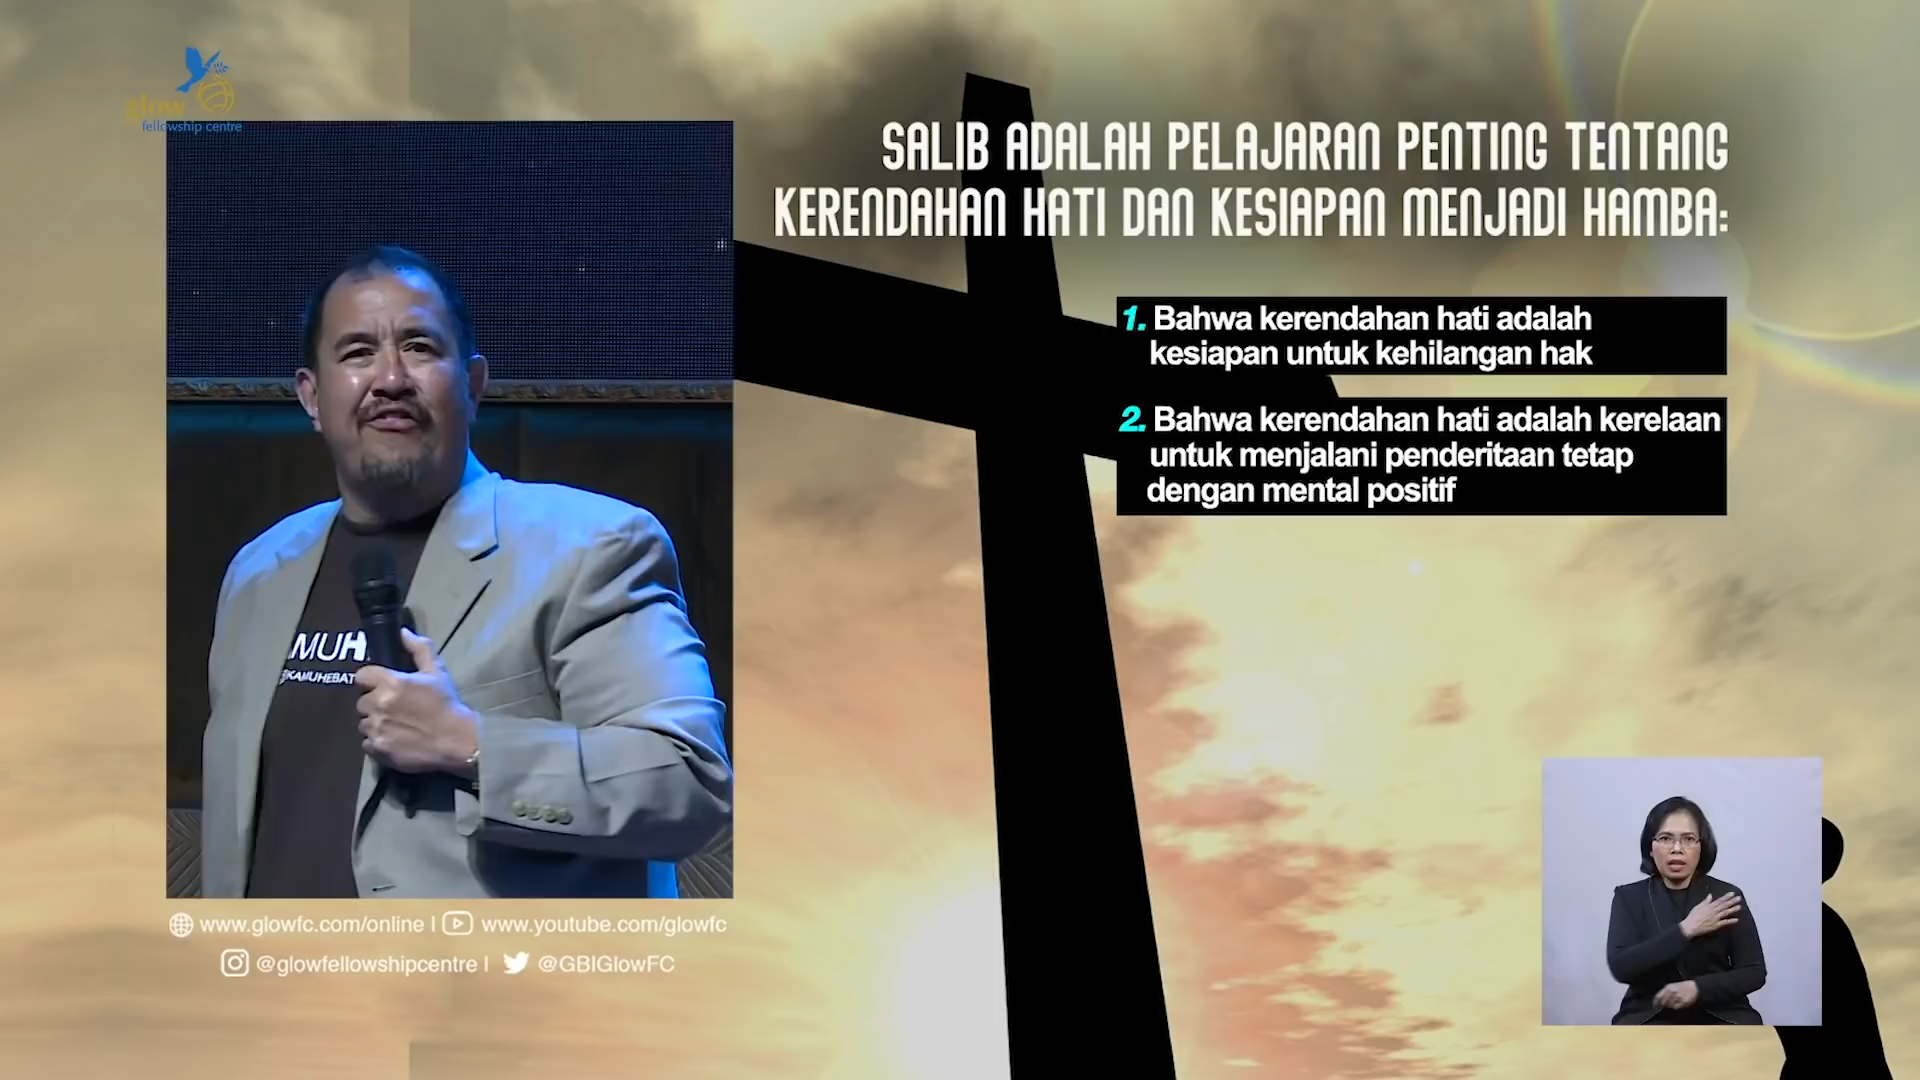 glow
fellowship centre
SALIB ADALAH PELAJARAN PENTING TENTANG
KERENDAHAN HATI DAN KESIAPAN MENJADI HAMBA:
1. Bahwa kerendahan hati adalah
kesiapan untuk kehilangan hak
2. Bahwa kerendahan hati adalah kerelaan
untuk menjalani penderitaan tetap
dengan mental positif
AMUH
@KAMUHEBAT
www.glowfc.com/online | www.youtube.com/glowfc
@glowfellowshipcentre | @GBIGlowFC